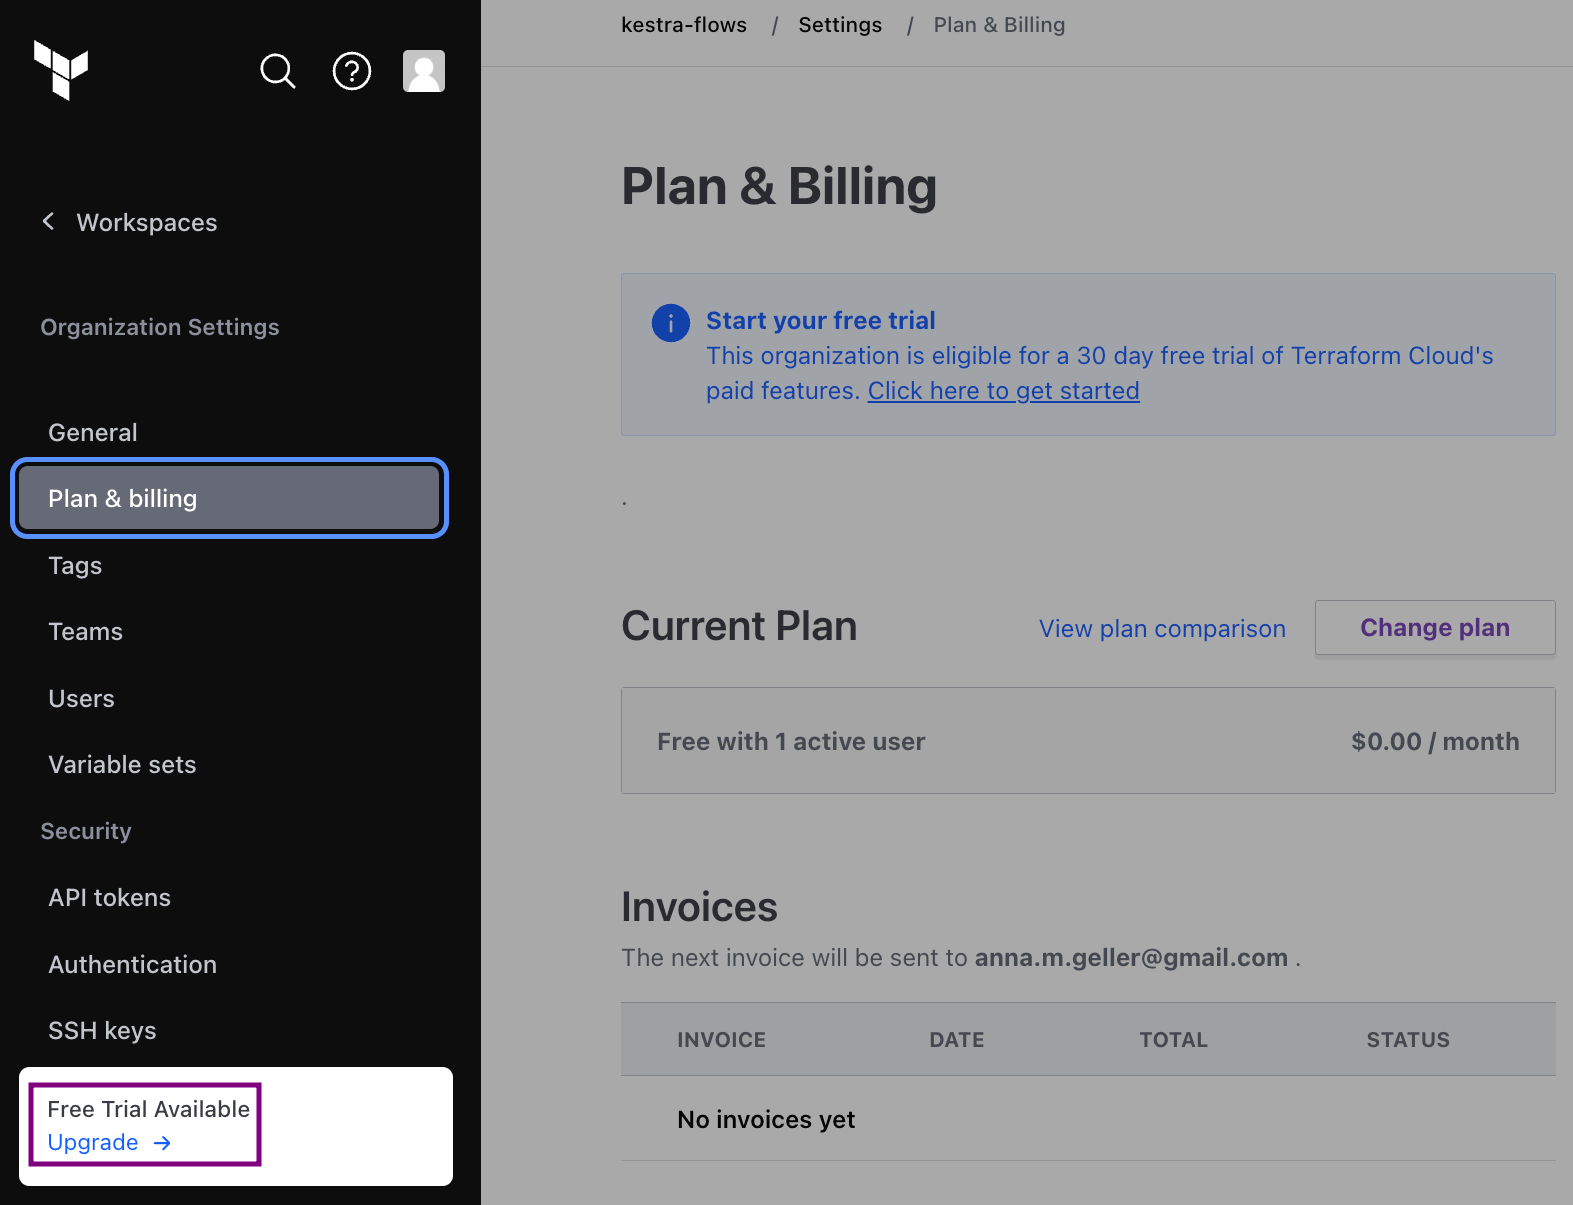 kestra-flows / Settings / Plan & Billing
Workspaces
Organization Settings
General
Plan & billing
Tags
Teams
Users
Variable sets
Security
API tokens
Authentication
SSH keys
Free Trial Available
Upgrade →
Plan & Billing
Start your free trial
This organization is eligible for a 30 day free trial of Terraform Cloud's
paid features. Click here to get started
.
Current Plan
View plan comparison
Change plan
Free with 1 active user
$0.00 / month
Invoices
The next invoice will be sent to anna.m.geller@gmail.com .
INVOICE DATE TOTAL STATUS
No invoices yet